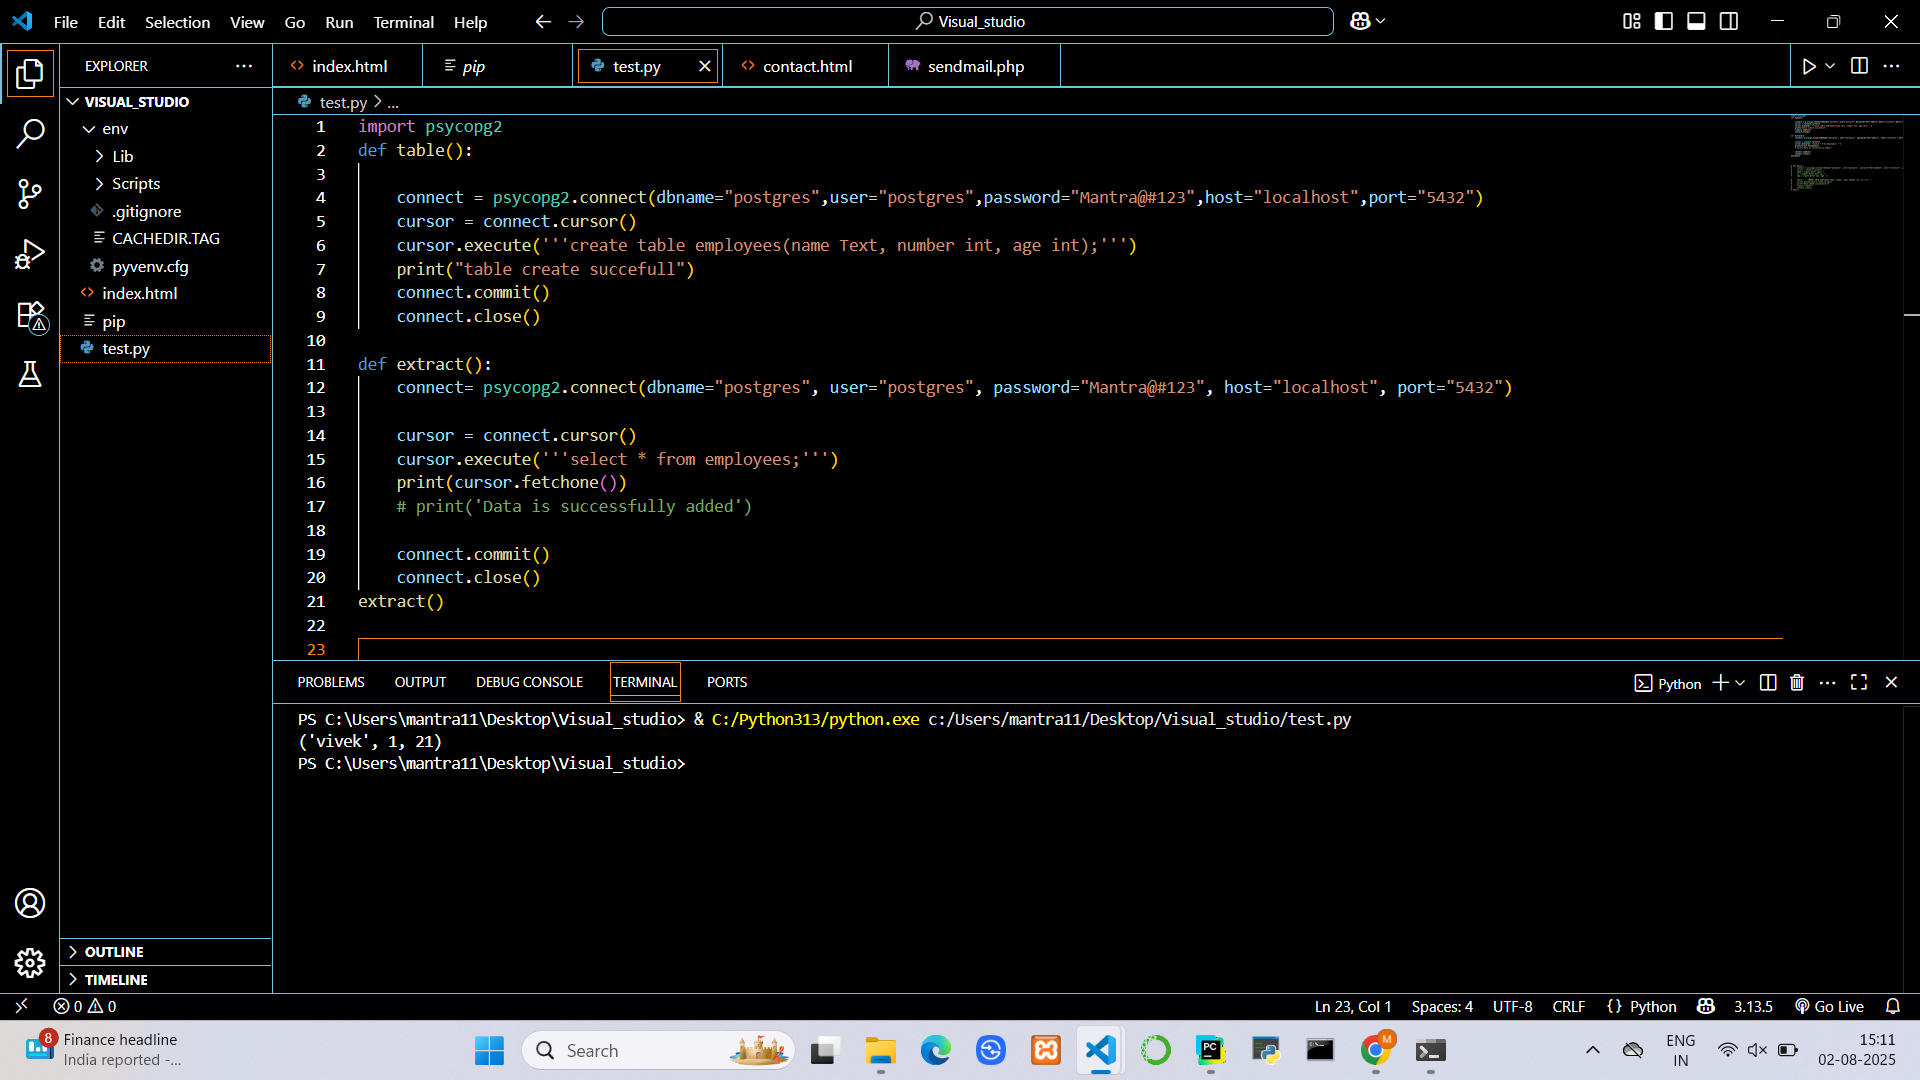 File Edit Selection View Go Run Terminal Help
Visual_studio
EXPLORER
index.html
pip
test.py
contact.html
sendmail.php
VISUAL_STUDIO
env
Lib
Scripts
.gitignore
CACHEDIR.TAG
pyvenv.cfg
index.html
pip
test.py
OUTLINE
TIMELINE
test.py > ...
1 import psycopg2
2 def table():
3
4 connect = psycopg2.connect(dbname="postgres",user="postgres",password="Mantra@#123",host="localhost",port="5432")
5 cursor = connect.cursor()
6 cursor.execute('''create table employees(name Text, number int, age int);''')
7 print("table create succefull")
8 connect.commit()
9 connect.close()
10
11 def extract():
12 connect= psycopg2.connect(dbname="postgres", user="postgres", password="Mantra@#123", host="localhost", port="5432")
13
14 cursor = connect.cursor()
15 cursor.execute('''select * from employees;''')
16 print(cursor.fetchone())
17 # print('Data is successfully added')
18
19 connect.commit()
20 connect.close()
21 extract()
22
23
PROBLEMS OUTPUT DEBUG CONSOLE TERMINAL PORTS
Python
PS C:\Users\mantra11\Desktop\Visual_studio> & C:/Python313/python.exe c:/Users/mantra11/Desktop/Visual_studio/test.py
('vivek', 1, 21)
PS C:\Users\mantra11\Desktop\Visual_studio>
0 0
Ln 23, Col 1 Spaces: 4 UTF-8 CRLF {} Python 3.13.5 Go Live
8
Finance headline
India reported -...
Search
PC
M
ENG
IN
15:11
02-08-2025